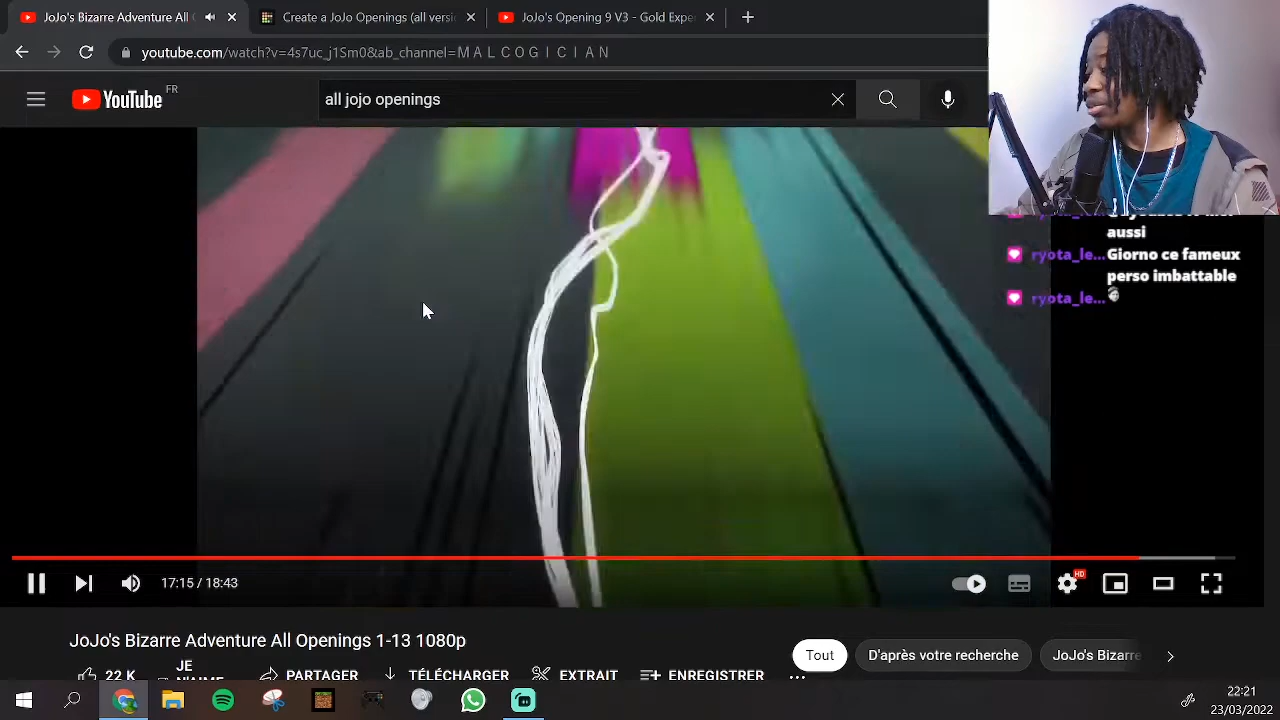 JoJo's Bizarre Adventure All
Create a JoJo Openings (all versi
JoJo's Opening 9 V3 - Gold Expe
youtube.com/watch?v=4s7uc_j1Sm0&ab_channel=M A L C O G I C I A N
YouTube FR
all jojo openings
aussi
ryota_le... Giorno ce fameux
perso imbattable
ryota_le...
17:15 / 18:43
HD
JoJo's Bizarre Adventure All Openings 1-13 1080p
Tout
D'après votre recherche
JoJo's Bizarre
22 K
JE
N'AIME
PARTAGER
TÉLÉCHARGER
EXTRAIT
ENREGISTRER
22:21
23/03/2022